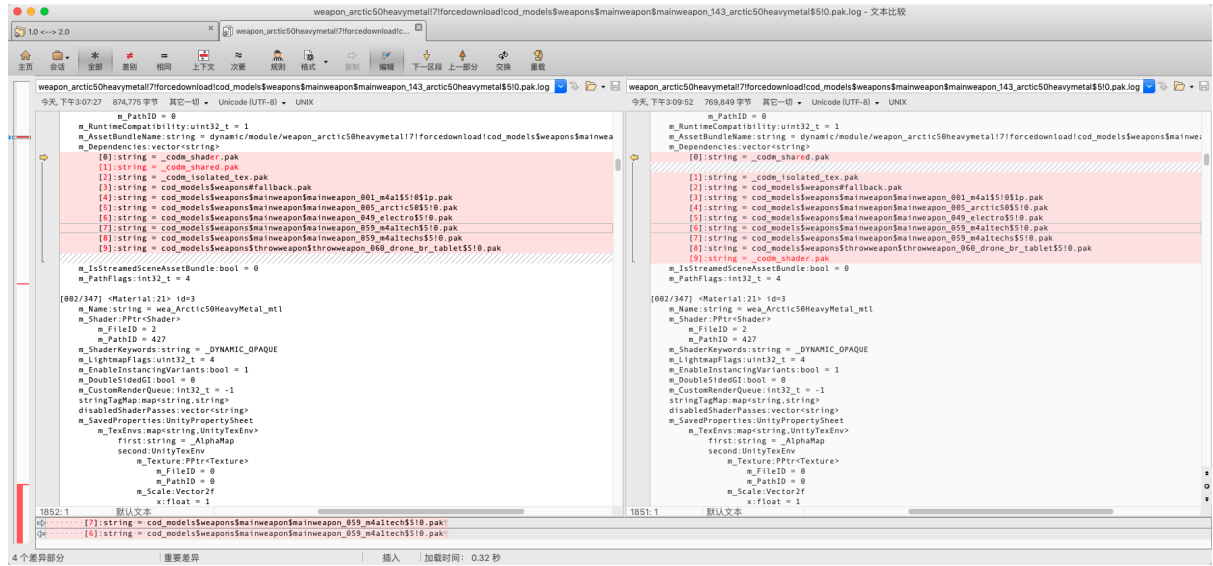 weapon_arctic50heavymetal!7!forcedownload!cod_models$weapons$mainweapon$mainweapon_143_arctic50heavymetal$5!0.pak.log - 文本比较
1.0 <--> 2.0
weapon_arctic50heavymetal!7!forcedownload!c...
主页 会话 全部 差别 相同 上下文 次要 规则 格式 复制 编辑 下一区段 上一部分 交换 重载
weapon_arctic50heavymetal!7!forcedownload!cod_models$weapons$mainweapon$mainweapon_143_arctic50heavymetal$5!0.pak.log
今天, 下午3:07:27 874,775 字节 其它一切 Unicode (UTF-8) UNIX
m_PathID = 0
m_RuntimeCompatibility:uint32_t = 1
m_AssetBundleName:string = dynamic/module/weapon_arctic50heavymetal!7!forcedownload!cod_models$weapons$mainwea
m_Dependencies:vector<string>
[0]:string = _codm_shader.pak
[1]:string = _codm_shared.pak
[2]:string = _codm_isolated_tex.pak
[3]:string = cod_models$weapons#fallback.pak
[4]:string = cod_models$weapons$mainweapon$mainweapon_001_m4a1$5!0$1p.pak
[5]:string = cod_models$weapons$mainweapon$mainweapon_005_arctic50$5!0.pak
[6]:string = cod_models$weapons$mainweapon$mainweapon_049_electro$5!0.pak
[7]:string = cod_models$weapons$mainweapon$mainweapon_059_m4a1tech$5!0.pak
[8]:string = cod_models$weapons$mainweapon$mainweapon_059_m4a1techs$5!0.pak
[9]:string = cod_models$weapons$throwweapon$throwweapon_060_drone_br_tablet$5!0.pak
m_IsStreamedSceneAssetBundle:bool = 0
m_PathFlags:int32_t = 4
[002/347] <Material:21> id=3
m_Name:string = wea_Arctic50HeavyMetal_mtl
m_Shader:PPtr<Shader>
m_FileID = 2
m_PathID = 427
m_ShaderKeywords:string = _DYNAMIC_OPAQUE
m_LightmapFlags:uint32_t = 4
m_EnableInstancingVariants:bool = 1
m_DoubleSidedGI:bool = 0
m_CustomRenderQueue:int32_t = -1
stringTagMap:map<string,string>
disabledShaderPasses:vector<string>
m_SavedProperties:UnityPropertySheet
m_TexEnvs:map<string,UnityTexEnv>
first:string = _AlphaMap
second:UnityTexEnv
m_Texture:PPtr<Texture>
m_FileID = 0
m_PathID = 0
m_Scale:Vector2f
x:float = 1
1852: 1 默认文本
weapon_arctic50heavymetal!7!forcedownload!cod_models$weapons$mainweapon$mainweapon_143_arctic50heavymetal$5!0.pak.log
今天, 下午3:09:52 769,849 字节 其它一切 Unicode (UTF-8) UNIX
m_PathID = 0
m_RuntimeCompatibility:uint32_t = 1
m_AssetBundleName:string = dynamic/module/weapon_arctic50heavymetal!7!forcedownload!cod_models$weapons$mainwea
m_Dependencies:vector<string>
[0]:string = _codm_shared.pak
[1]:string = _codm_isolated_tex.pak
[2]:string = cod_models$weapons#fallback.pak
[3]:string = cod_models$weapons$mainweapon$mainweapon_001_m4a1$5!0$1p.pak
[4]:string = cod_models$weapons$mainweapon$mainweapon_005_arctic50$5!0.pak
[5]:string = cod_models$weapons$mainweapon$mainweapon_049_electro$5!0.pak
[6]:string = cod_models$weapons$mainweapon$mainweapon_059_m4a1tech$5!0.pak
[7]:string = cod_models$weapons$mainweapon$mainweapon_059_m4a1techs$5!0.pak
[8]:string = cod_models$weapons$throwweapon$throwweapon_060_drone_br_tablet$5!0.pak
[9]:string = _codm_shader.pak
m_IsStreamedSceneAssetBundle:bool = 0
m_PathFlags:int32_t = 4
[002/347] <Material:21> id=3
m_Name:string = wea_Arctic50HeavyMetal_mtl
m_Shader:PPtr<Shader>
m_FileID = 2
m_PathID = 427
m_ShaderKeywords:string = _DYNAMIC_OPAQUE
m_LightmapFlags:uint32_t = 4
m_EnableInstancingVariants:bool = 1
m_DoubleSidedGI:bool = 0
m_CustomRenderQueue:int32_t = -1
stringTagMap:map<string,string>
disabledShaderPasses:vector<string>
m_SavedProperties:UnityPropertySheet
m_TexEnvs:map<string,UnityTexEnv>
first:string = _AlphaMap
second:UnityTexEnv
m_Texture:PPtr<Texture>
m_FileID = 0
m_PathID = 0
m_Scale:Vector2f
x:float = 1
1851: 1 默认文本
[7]:string = cod_models$weapons$mainweapon$mainweapon_059_m4a1tech$5!0.pak
[6]:string = cod_models$weapons$mainweapon$mainweapon_059_m4a1tech$5!0.pak
4 个差异部分 重要差异 插入 加载时间: 0.32 秒